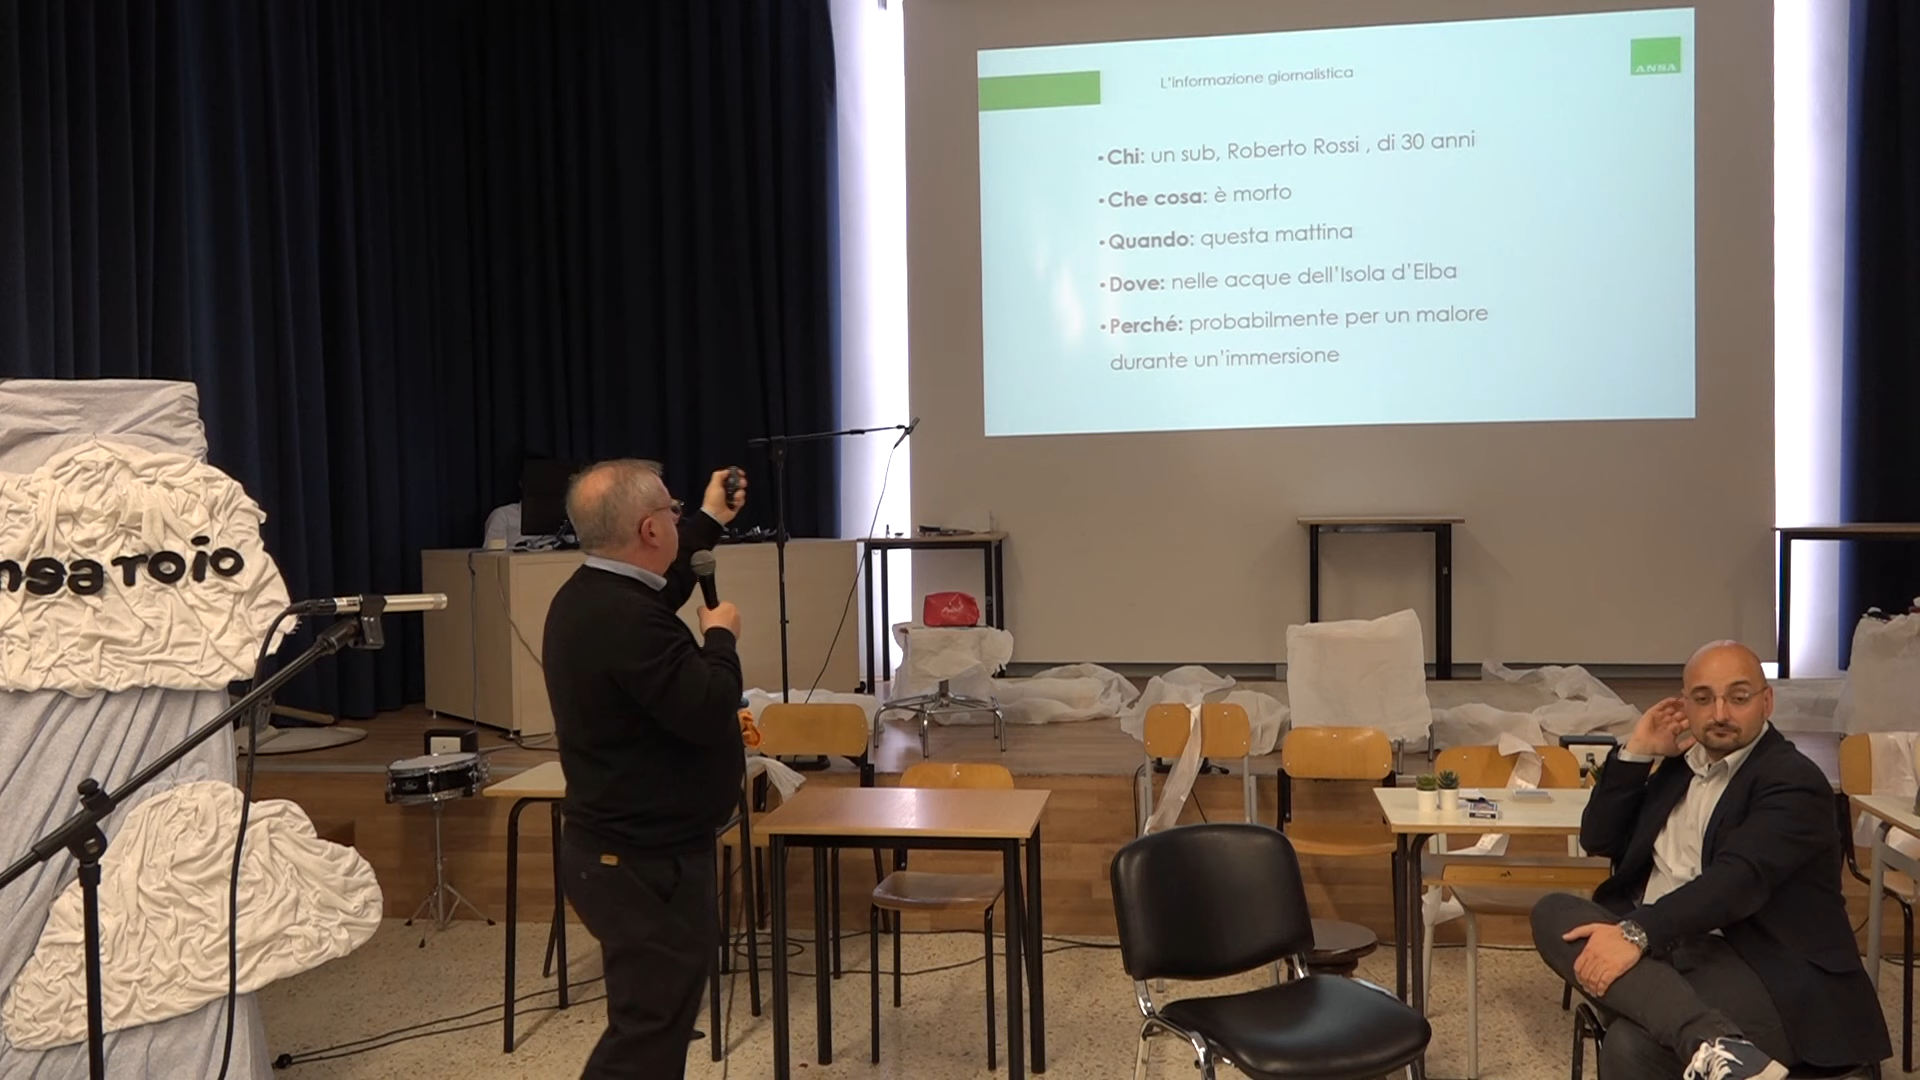 L'informazione giornalistica
ANSA
• Chi: un sub, Roberto Rossi , di 30 anni
• Che cosa: è morto
• Quando: questa mattina
• Dove: nelle acque dell'Isola d'Elba
• Perché: probabilmente per un malore
durante un'immersione